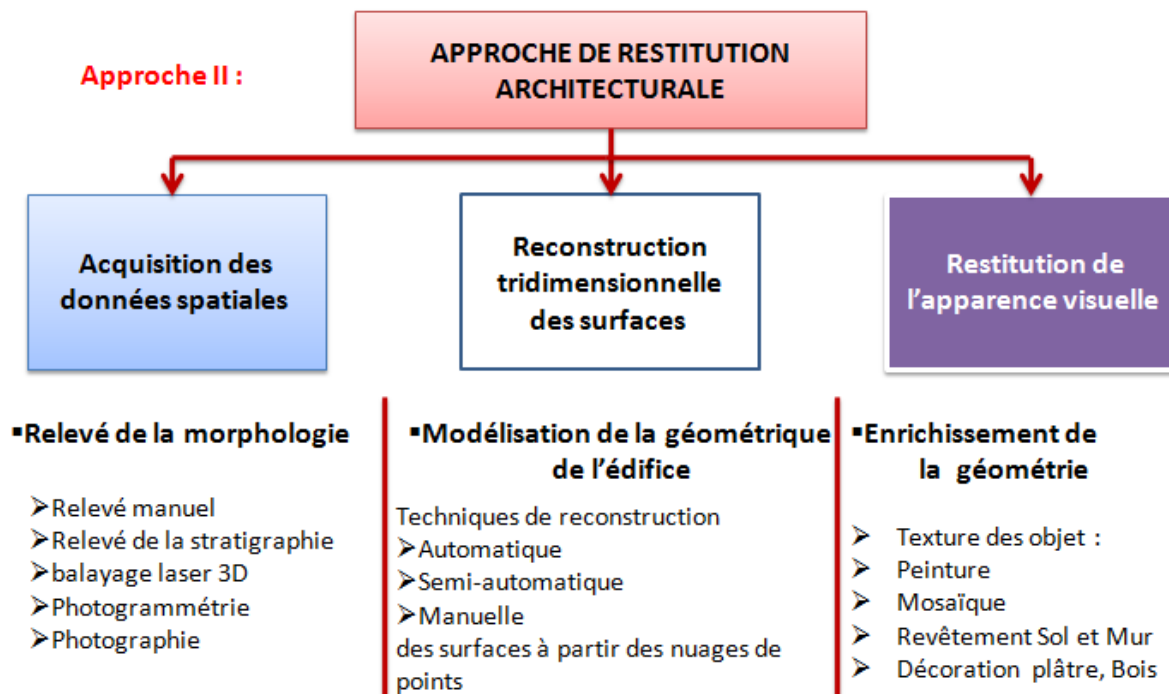 Approche II :
APPROCHE DE RESTITUTION
ARCHITECTURALE
Acquisition des
données spatiales
Reconstruction
tridimensionnelle
des surfaces
Restitution de
l'apparence visuelle
▪Relevé de la morphologie
➢Relevé manuel
➢Relevé de la stratigraphie
➢balayage laser 3D
➢Photogrammétrie
➢Photographie
▪Modélisation de la géométrique
de l'édifice
Techniques de reconstruction
➢Automatique
➢Semi-automatique
➢Manuelle
des surfaces à partir des nuages de
points
▪Enrichissement de
la géométrie
➢ Texture des objet :
➢ Peinture
➢ Mosaïque
➢ Revêtement Sol et Mur
➢ Décoration plâtre, Bois